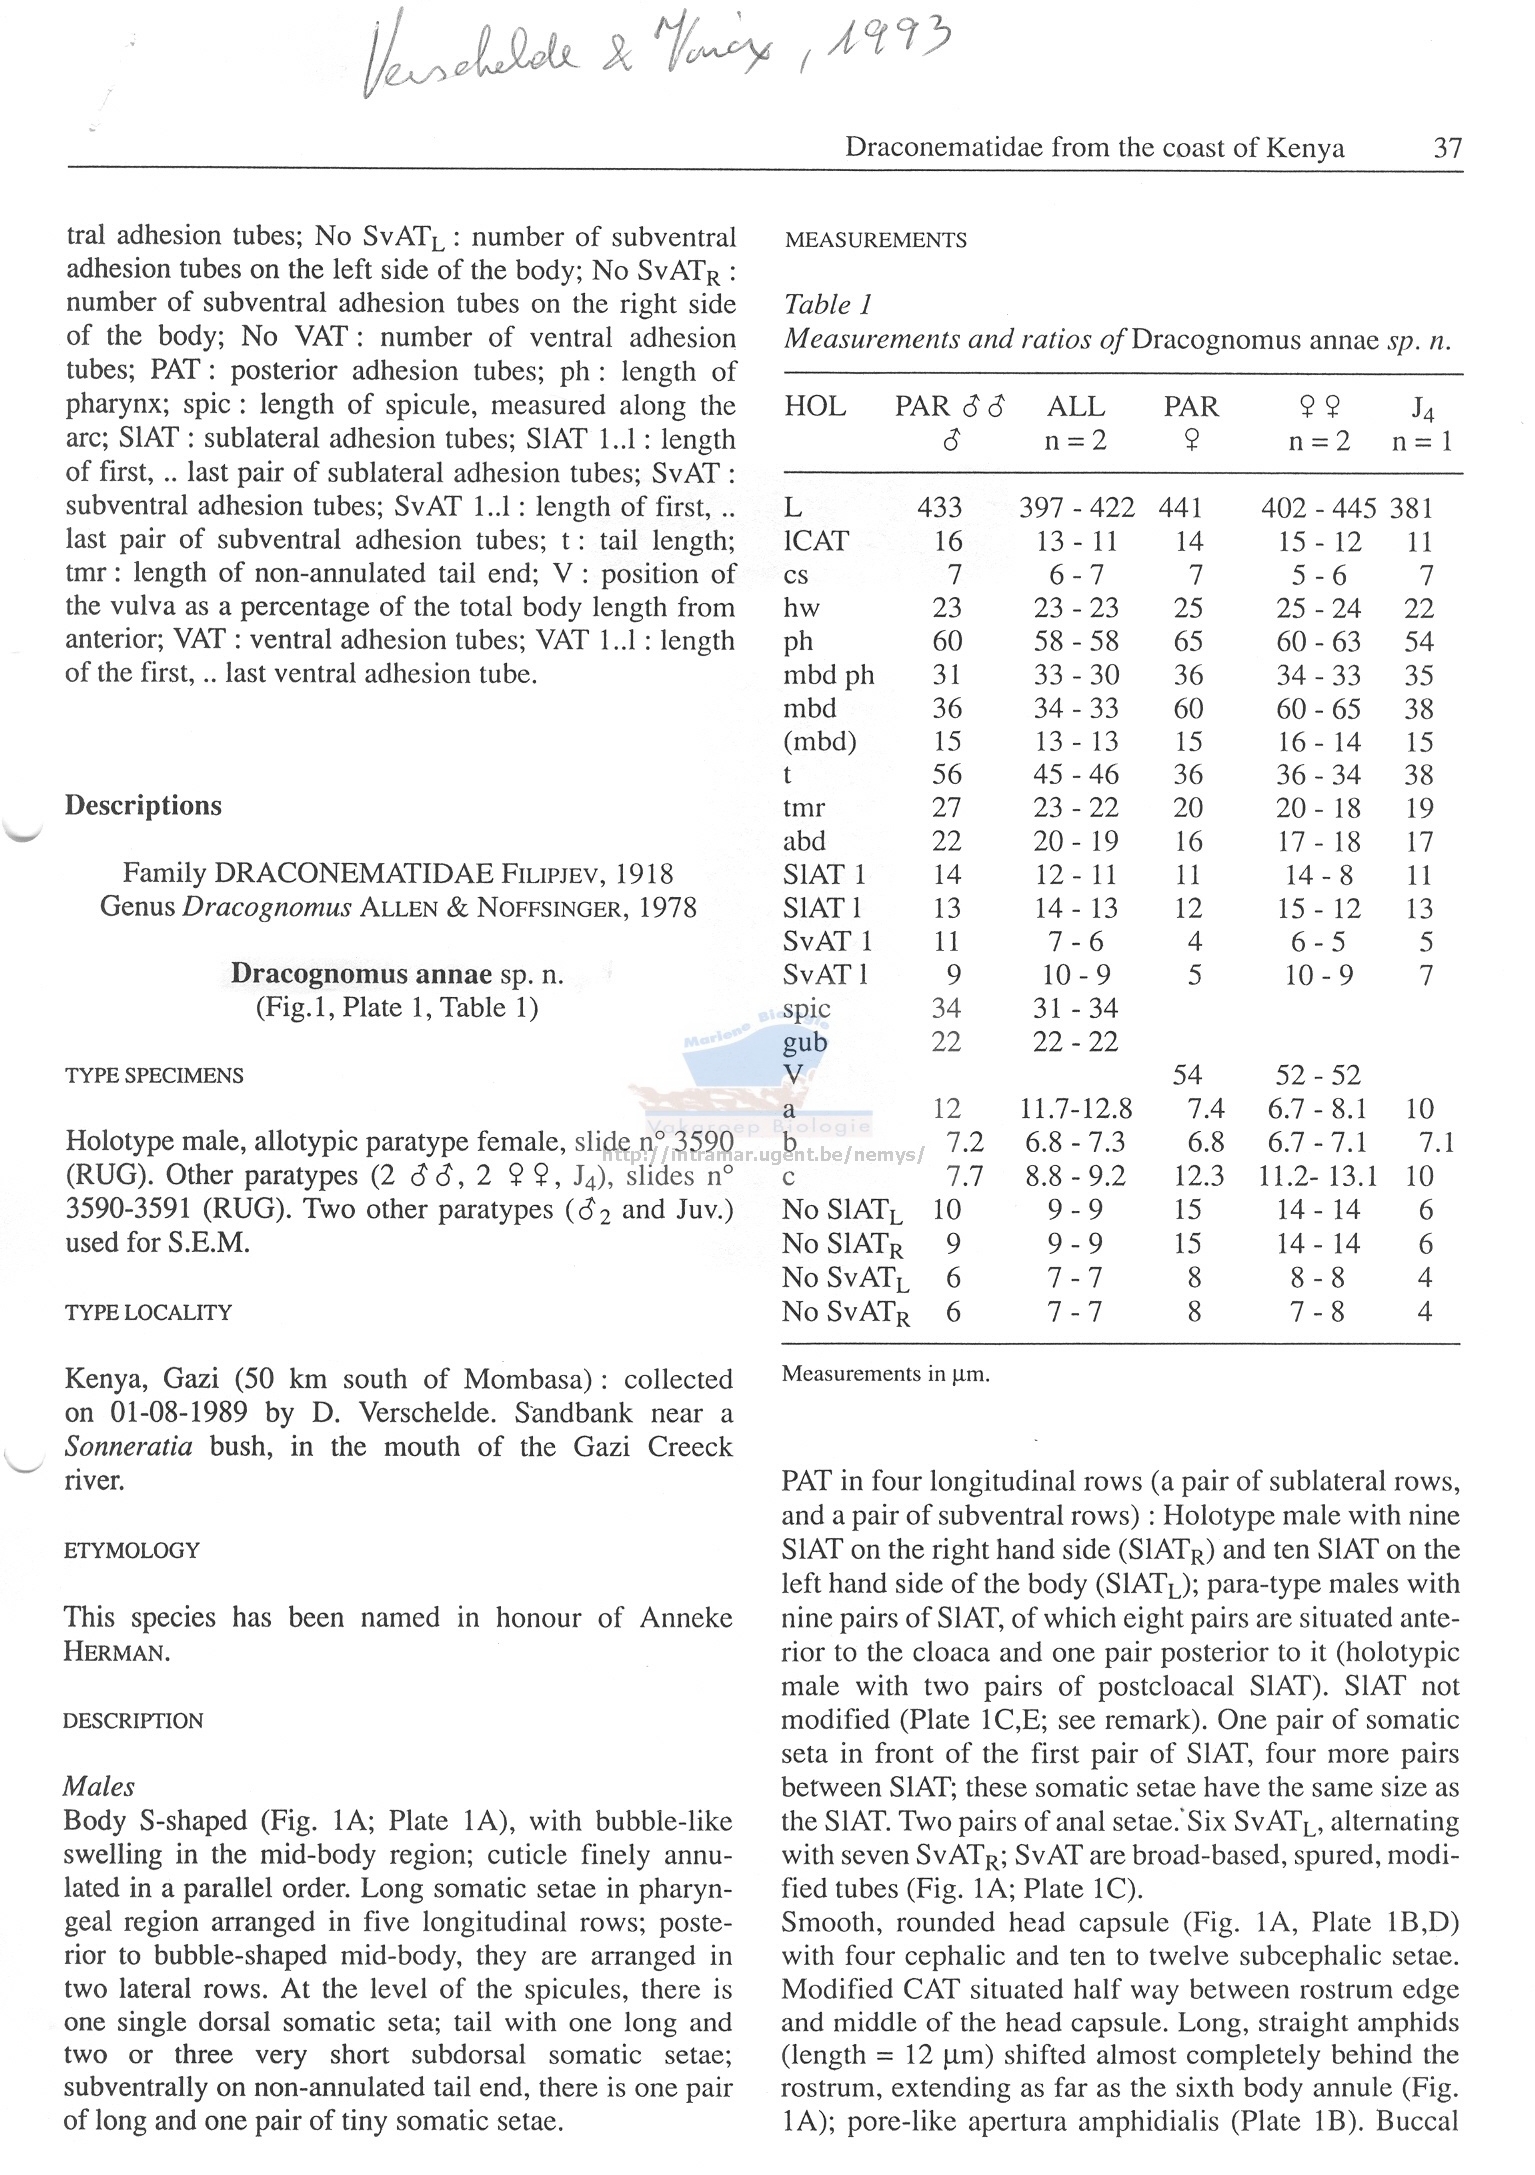 Verschelde & Vincx, 1993
Draconematidae from the coast of Kenya 37
tral adhesion tubes; No SvATL : number of subventral
adhesion tubes on the left side of the body; No SvATR :
number of subventral adhesion tubes on the right side
of the body; No VAT : number of ventral adhesion
tubes; PAT : posterior adhesion tubes; ph : length of
pharynx; spic : length of spicule, measured along the
arc; SlAT : sublateral adhesion tubes; SlAT 1..l : length
of first, .. last pair of sublateral adhesion tubes; SvAT :
subventral adhesion tubes; SvAT 1..l : length of first, ..
last pair of subventral adhesion tubes; t : tail length;
tmr : length of non-annulated tail end; V : position of
the vulva as a percentage of the total body length from
anterior; VAT : ventral adhesion tubes; VAT 1..l : length
of the first, .. last ventral adhesion tube.
Descriptions
Family DRACONEMATIDAE FILIPJEV, 1918
Genus Dracognomus ALLEN & NOFFSINGER, 1978
Dracognomus annae sp. n.
(Fig.1, Plate 1, Table 1)
TYPE SPECIMENS
Holotype male, allotypic paratype female, slide n° 3590
(RUG). Other paratypes (2 ♂♂, 2 ♀♀, J4), slides n°
3590-3591 (RUG). Two other paratypes (♂2 and Juv.)
used for S.E.M.
TYPE LOCALITY
Kenya, Gazi (50 km south of Mombasa) : collected
on 01-08-1989 by D. Verschelde. Sandbank near a
Sonneratia bush, in the mouth of the Gazi Creeck
river.
ETYMOLOGY
This species has been named in honour of Anneke
HERMAN.
DESCRIPTION
Males
Body S-shaped (Fig. 1A; Plate 1A), with bubble-like
swelling in the mid-body region; cuticle finely annu-
lated in a parallel order. Long somatic setae in pharyn-
geal region arranged in five longitudinal rows; poste-
rior to bubble-shaped mid-body, they are arranged in
two lateral rows. At the level of the spicules, there is
one single dorsal somatic seta; tail with one long and
two or three very short subdorsal somatic setae;
subventrally on non-annulated tail end, there is one pair
of long and one pair of tiny somatic setae.
MEASUREMENTS
Table 1
Measurements and ratios of Dracognomus annae sp. n.
HOL PAR ♂♂ ALL PAR ♀♀ J4
♂ n = 2 ♀ n = 2 n = 1
L 433 397 - 422 441 402 - 445 381
lCAT 16 13 - 11 14 15 - 12 11
cs 7 6 - 7 7 5 - 6 7
hw 23 23 - 23 25 25 - 24 22
ph 60 58 - 58 65 60 - 63 54
mbd ph 31 33 - 30 36 34 - 33 35
mbd 36 34 - 33 60 60 - 65 38
(mbd) 15 13 - 13 15 16 - 14 15
t 56 45 - 46 36 36 - 34 38
tmr 27 23 - 22 20 20 - 18 19
abd 22 20 - 19 16 17 - 18 17
SlAT 1 14 12 - 11 11 14 - 8 11
SlAT l 13 14 - 13 12 15 - 12 13
SvAT 1 11 7 - 6 4 6 - 5 5
SvAT l 9 10 - 9 5 10 - 9 7
spic 34 31 - 34
gub 22 22 - 22
V 54 52 - 52
a 12 11.7-12.8 7.4 6.7 - 8.1 10
b 7.2 6.8 - 7.3 6.8 6.7 - 7.1 7.1
c 7.7 8.8 - 9.2 12.3 11.2- 13.1 10
No SlATL 10 9 - 9 15 14 - 14 6
No SlATR 9 9 - 9 15 14 - 14 6
No SvATL 6 7 - 7 8 8 - 8 4
No SvATR 6 7 - 7 8 7 - 8 4
Measurements in µm.
PAT in four longitudinal rows (a pair of sublateral rows,
and a pair of subventral rows) : Holotype male with nine
SlAT on the right hand side (SlATR) and ten SlAT on the
left hand side of the body (SlATL); para-type males with
nine pairs of SlAT, of which eight pairs are situated ante-
rior to the cloaca and one pair posterior to it (holotypic
male with two pairs of postcloacal SlAT). SlAT not
modified (Plate 1C,E; see remark). One pair of somatic
seta in front of the first pair of SlAT, four more pairs
between SlAT; these somatic setae have the same size as
the SlAT. Two pairs of anal setae. Six SvATL, alternating
with seven SvATR; SvAT are broad-based, spured, modi-
fied tubes (Fig. 1A; Plate 1C).
Smooth, rounded head capsule (Fig. 1A, Plate 1B,D)
with four cephalic and ten to twelve subcephalic setae.
Modified CAT situated half way between rostrum edge
and middle of the head capsule. Long, straight amphids
(length = 12 µm) shifted almost completely behind the
rostrum, extending as far as the sixth body annule (Fig.
1A); pore-like apertura amphidialis (Plate 1B). Buccal
Mariene Biologie
Vakgroep Biologie
http://intramar.ugent.be/nemys/